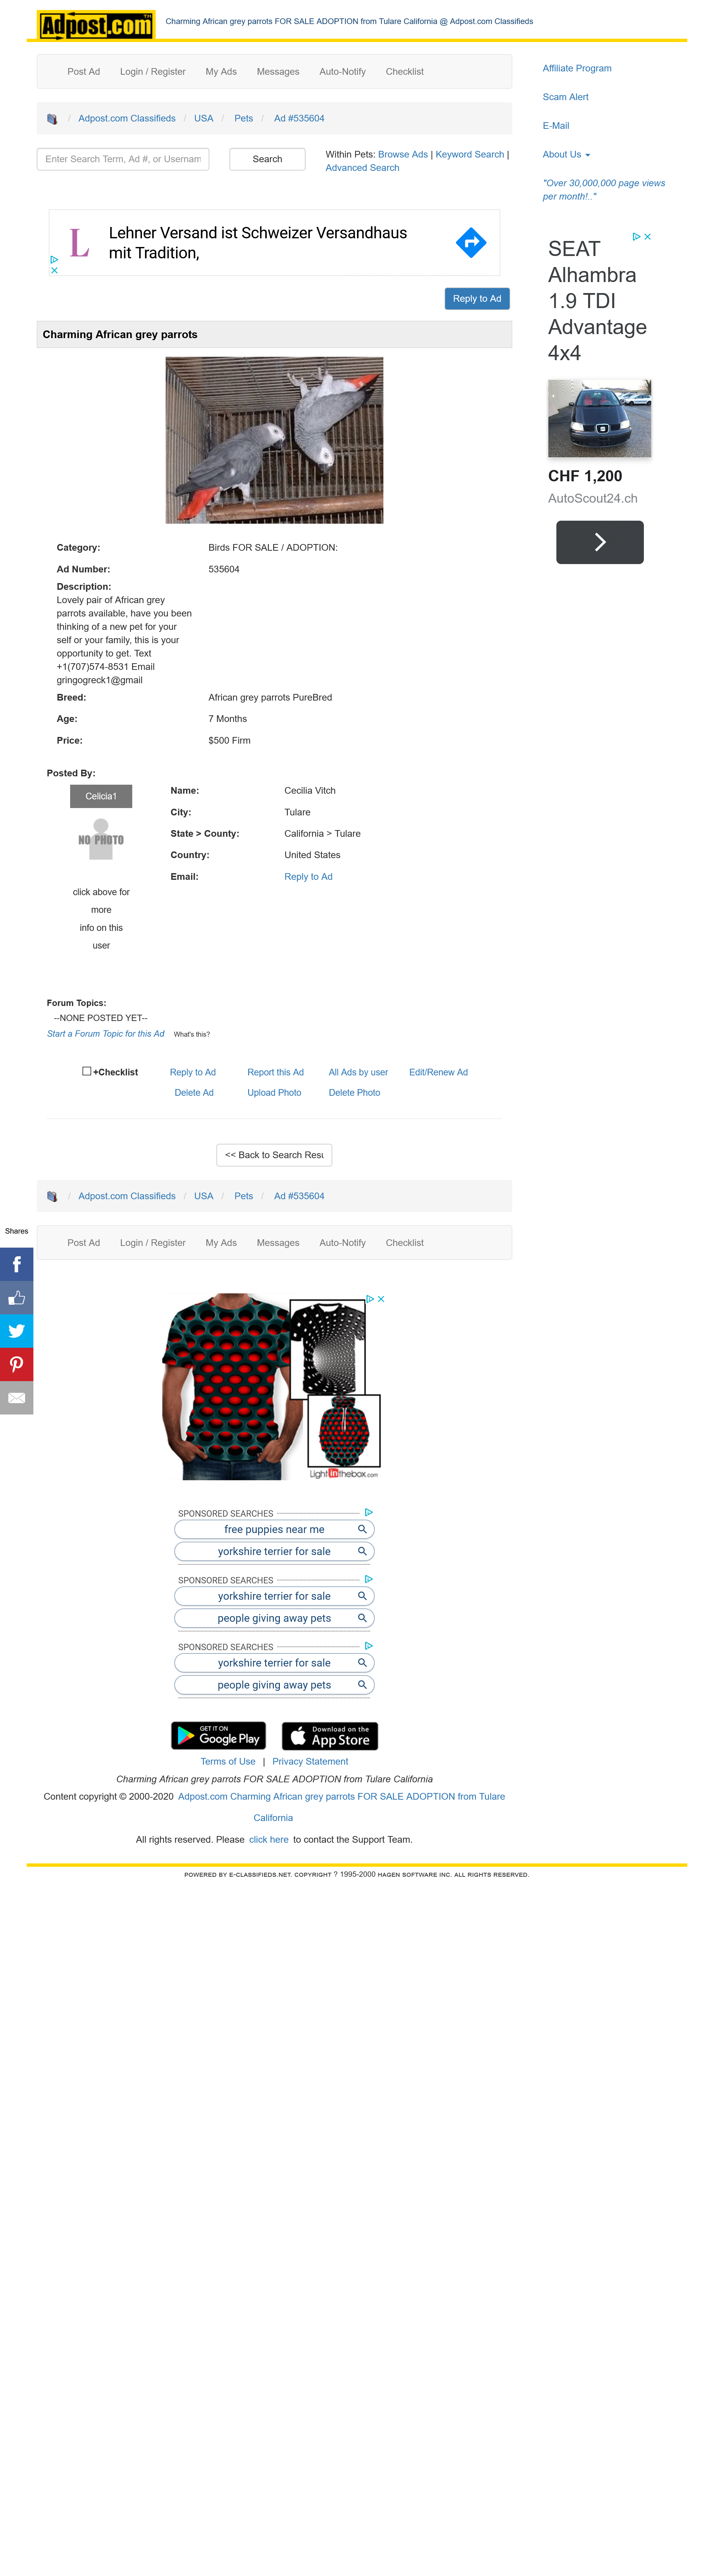 Adpost.com TM
Charming African grey parrots FOR SALE ADOPTION from Tulare California @ Adpost.com Classifieds
Post Ad Login / Register My Ads Messages Auto-Notify Checklist
/ Adpost.com Classifieds / USA / Pets / Ad #535604
Enter Search Term, Ad #, or Usernam
Search
Within Pets: Browse Ads | Keyword Search |
Advanced Search
Affiliate Program
Scam Alert
E-Mail
About Us
"Over 30,000,000 page views
per month!.."
L
Lehner Versand ist Schweizer Versandhaus
mit Tradition,
SEAT
Alhambra
1.9 TDI
Advantage
4x4
CHF 1,200
AutoScout24.ch
Reply to Ad
Charming African grey parrots
Category: Birds FOR SALE / ADOPTION:
Ad Number: 535604
Description:
Lovely pair of African grey
parrots available, have you been
thinking of a new pet for your
self or your family, this is your
opportunity to get. Text
+1(707)574-8531 Email
gringogreck1@gmail
Breed: African grey parrots PureBred
Age: 7 Months
Price: $500 Firm
Posted By:
Celicia1
NO PHOTO
click above for
more
info on this
user
Name: Cecilia Vitch
City: Tulare
State > County: California > Tulare
Country: United States
Email: Reply to Ad
Forum Topics:
--NONE POSTED YET--
Start a Forum Topic for this Ad What's this?
+Checklist Reply to Ad Report this Ad All Ads by user Edit/Renew Ad
Delete Ad Upload Photo Delete Photo
<< Back to Search Resu
/ Adpost.com Classifieds / USA / Pets / Ad #535604
Shares
Post Ad Login / Register My Ads Messages Auto-Notify Checklist
Light in the box.com
SPONSORED SEARCHES
free puppies near me
yorkshire terrier for sale
SPONSORED SEARCHES
yorkshire terrier for sale
people giving away pets
SPONSORED SEARCHES
yorkshire terrier for sale
people giving away pets
GET IT ON
Google Play
Download on the
App Store
Terms of Use | Privacy Statement
Charming African grey parrots FOR SALE ADOPTION from Tulare California
Content copyright © 2000-2020 Adpost.com Charming African grey parrots FOR SALE ADOPTION from Tulare
California
All rights reserved. Please click here to contact the Support Team.
POWERED BY E-CLASSIFIEDS.NET. COPYRIGHT ? 1995-2000 HAGEN SOFTWARE INC. ALL RIGHTS RESERVED.